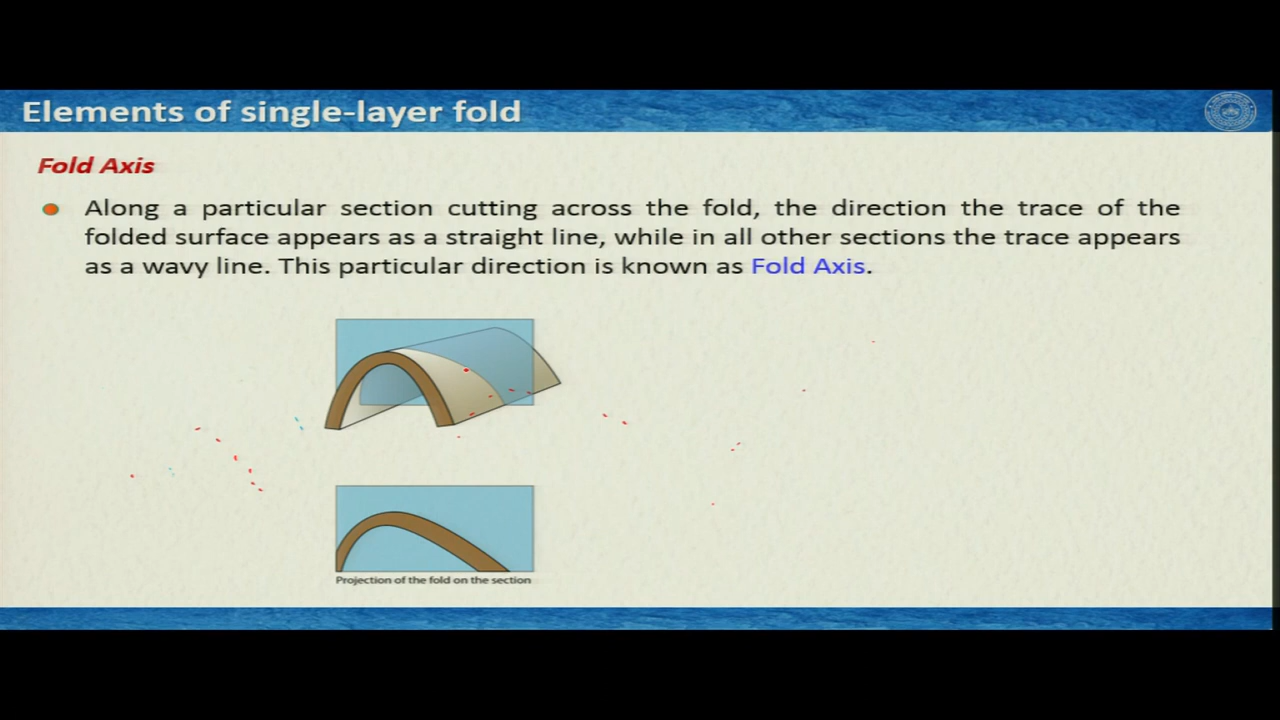 Elements of single-layer fold
Fold Axis
Along a particular section cutting across the fold, the direction the trace of the
folded surface appears as a straight line, while in all other sections the trace appears
as a wavy line. This particular direction is known as Fold Axis.
Projection of the fold on the section